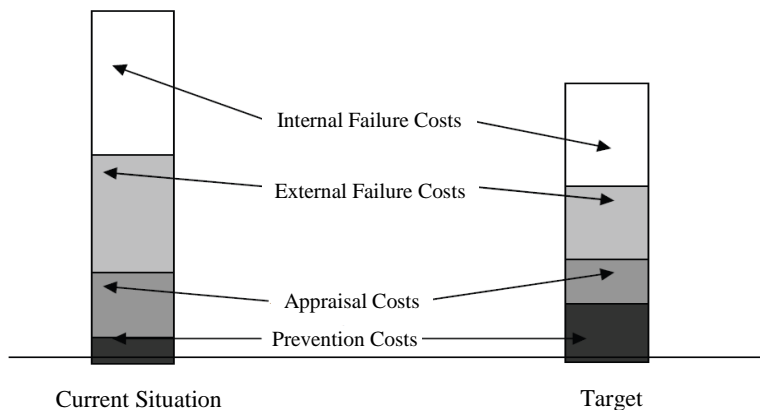 Internal Failure Costs
External Failure Costs
Appraisal Costs
Prevention Costs
Current Situation
Target